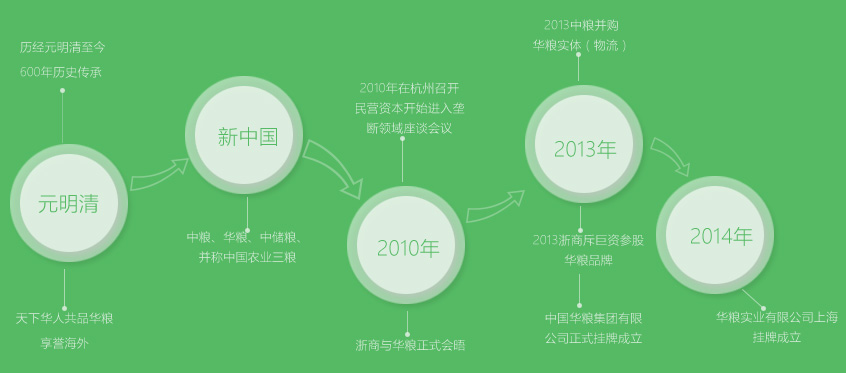 历经元明清至今
600年历史传承
元明清
天下华人共品华粮
享誉海外
新中国
中粮、华粮、中储粮、
并称中国农业三粮
2010年在杭州召开
民营资本开始进入垄
断领域座谈会议
2010年
浙商与华粮正式会晤
2013中粮并购
华粮实体（物流）
2013年
2013浙商斥巨资参股
华粮品牌
中国华粮集团有限
公司正式挂牌成立
2014年
华粮实业有限公司上海
挂牌成立